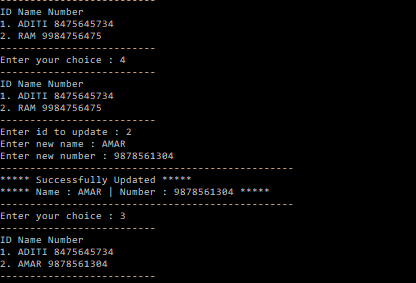 ---------------------------
ID Name Number
1. ADITI 8475645734
2. RAM 9984756475
---------------------------
Enter your choice : 4
---------------------------
ID Name Number
1. ADITI 8475645734
2. RAM 9984756475
---------------------------
Enter id to update : 2
Enter new name : AMAR
Enter new number : 9878561304
---------------------------------------------------
***** Successfully Updated *****
***** Name : AMAR | Number : 9878561304 *****
---------------------------------------------------
Enter your choice : 3
---------------------------
ID Name Number
1. ADITI 8475645734
2. AMAR 9878561304
---------------------------